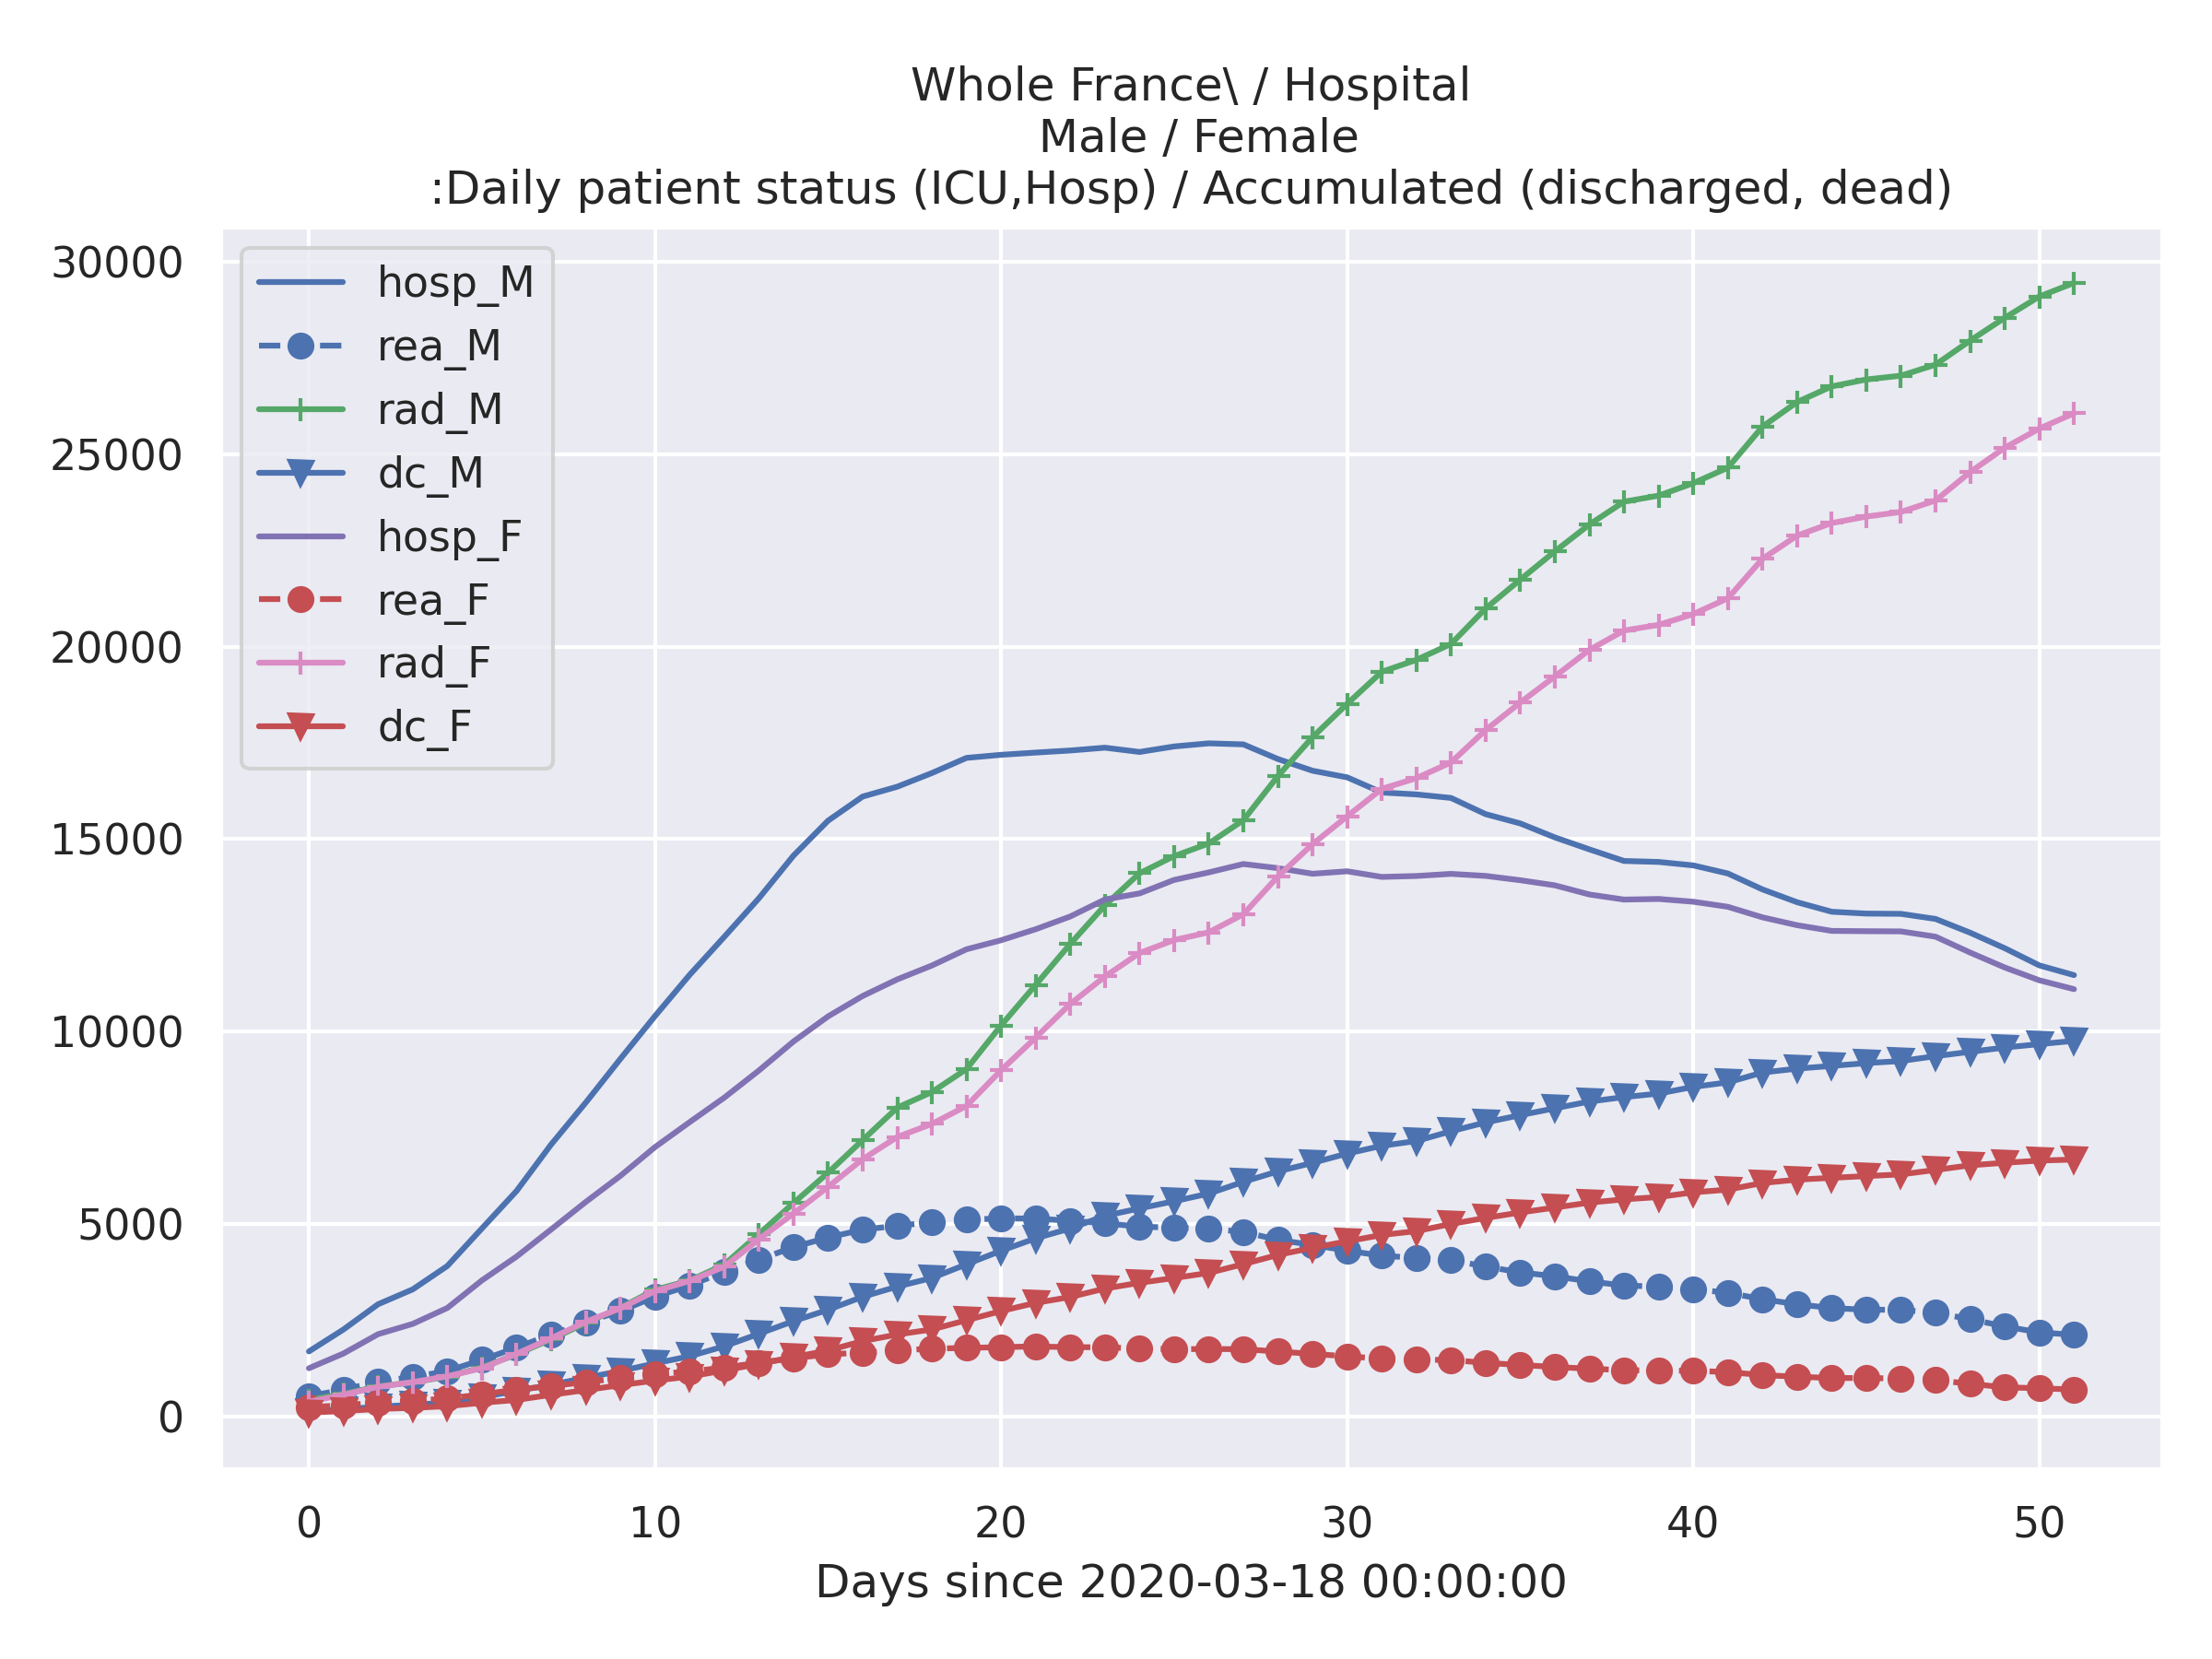 Whole France\ / Hospital
Male / Female
:Daily patient status (ICU,Hosp) / Accumulated (discharged, dead)
30000
25000
20000
15000
10000
5000
0
hosp_M
rea_M
rad_M
dc_M
hosp_F
rea_F
rad_F
dc_F
0 10 20 30 40 50
Days since 2020-03-18 00:00:00